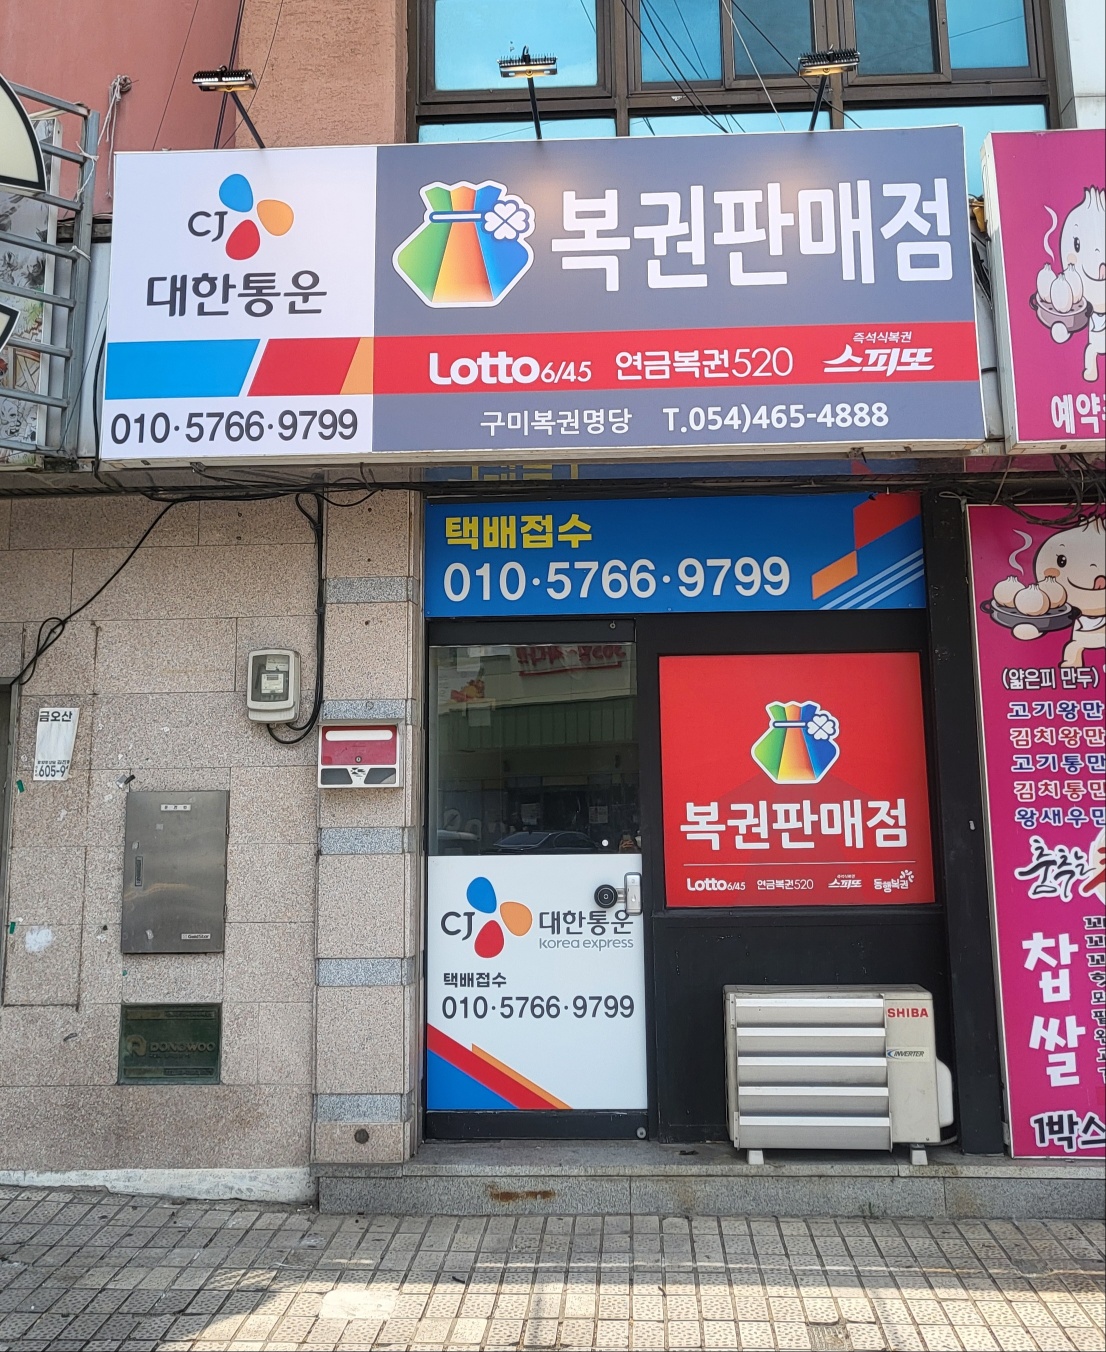 CJ
대한통운
복권판매점
Lotto6/45 연금복권520 즉석식복권 스피또
010·5766·9799
구미복권명당 T.054)465-4888
예약
택배접수
010·5766·9799
복권판매점
Lotto6/45 연금복권520 스피또 동행복권
CJ 대한통운
korea express
택배접수
010·5766·9799
금오산
605-9
DONGWOO
SHIBA
INVERTER
(얇은피 만두)
고기왕만
김치왕만
고기통만
김치통만
왕새우만
춤추는
찹
쌀
1박스